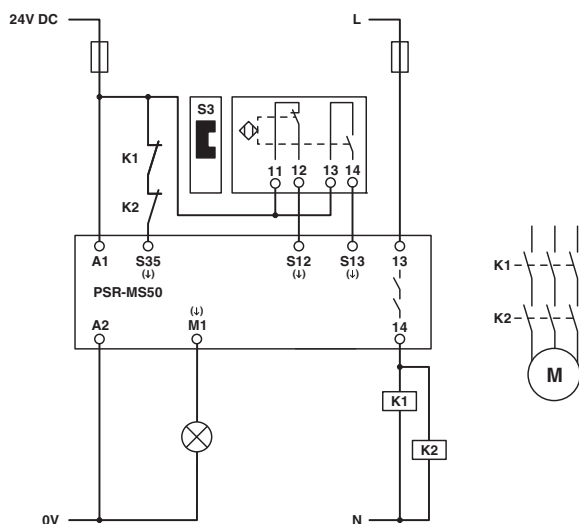 24V DC
L
S3
K1
11 12 13 14
K2
A1 S35 S12 S13 13
(↓) (↓) (↓)
PSR-MS50
(↓)
A2 M1 14
K1
K2
M
K1
K2
0V
N